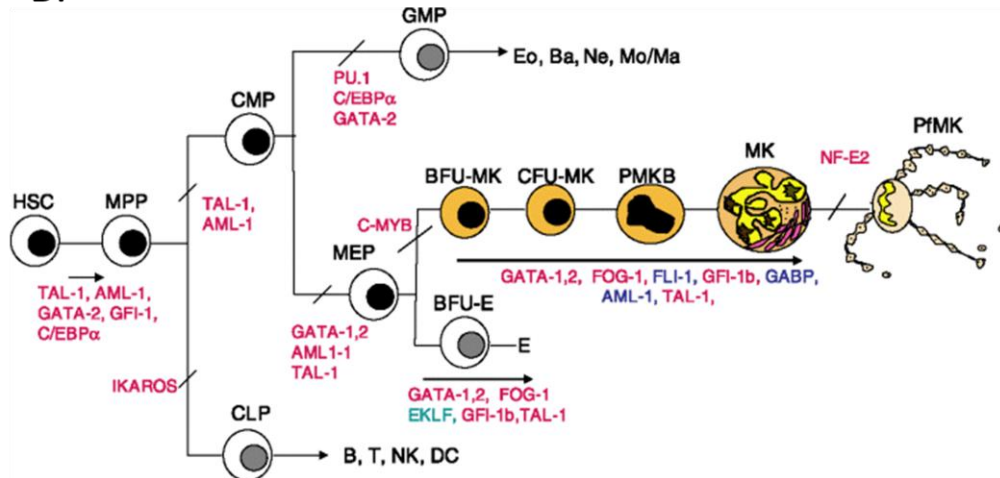 GMP
Eo, Ba, Ne, Mo/Ma
PU.1
C/EBPα
GATA-2
CMP
HSC
MPP
TAL-1,
AML-1
TAL-1, AML-1,
GATA-2, GFI-1,
C/EBPα
IKAROS
CLP
B, T, NK, DC
MEP
GATA-1,2
AML1-1
TAL-1
C-MYB
BFU-MK
CFU-MK
PMKB
MK
NF-E2
PfMK
GATA-1,2, FOG-1, FLI-1, GFI-1b, GABP,
AML-1, TAL-1,
BFU-E
E
GATA-1,2, FOG-1
EKLF, GFI-1b,TAL-1